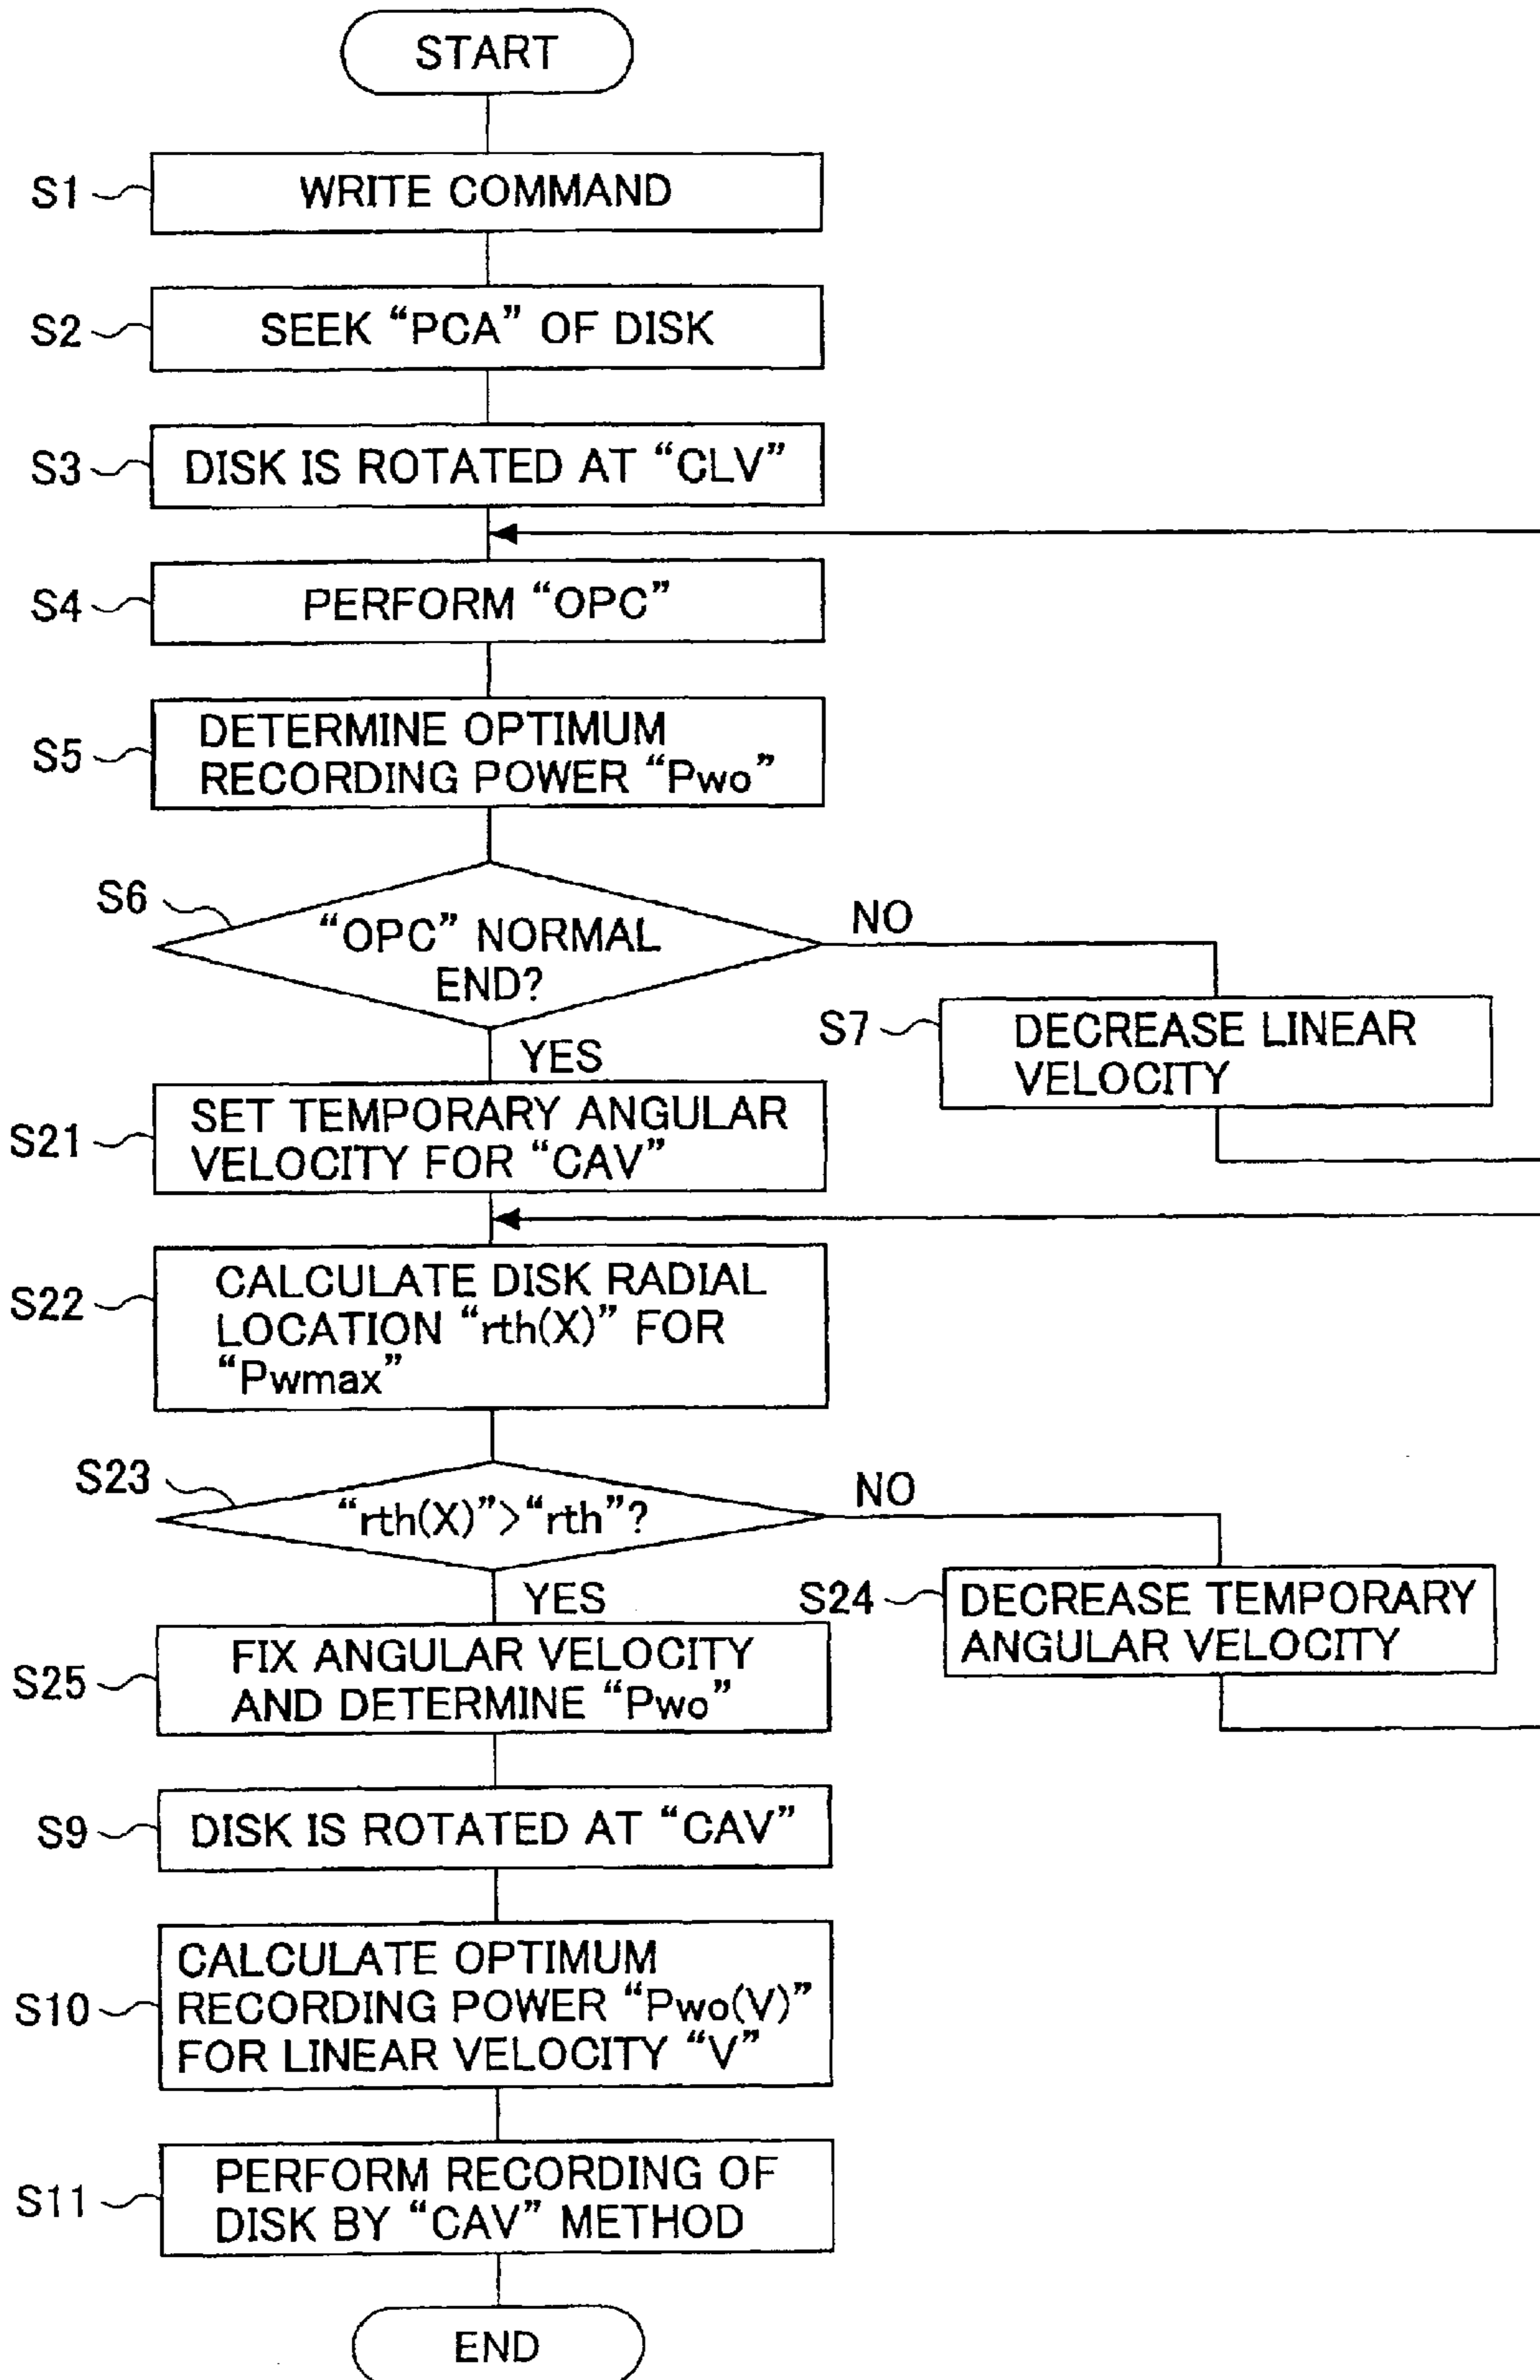 START
S1
WRITE COMMAND
S2
SEEK “PCA” OF DISK
S3
DISK IS ROTATED AT “CLV”
S4
PERFORM “OPC”
S5
DETERMINE OPTIMUM
RECORDING POWER “Pwo”
S6
“OPC” NORMAL
END?
NO
YES
S7
DECREASE LINEAR
VELOCITY
S21
SET TEMPORARY ANGULAR
VELOCITY FOR “CAV”
S22
CALCULATE DISK RADIAL
LOCATION “rth(X)” FOR
“Pwmax”
S23
“rth(X)”>“rth”?
NO
YES
S24
DECREASE TEMPORARY
ANGULAR VELOCITY
S25
FIX ANGULAR VELOCITY
AND DETERMINE “Pwo”
S9
DISK IS ROTATED AT “CAV”
S10
CALCULATE OPTIMUM
RECORDING POWER “Pwo(V)”
FOR LINEAR VELOCITY “V”
S11
PERFORM RECORDING OF
DISK BY “CAV” METHOD
END